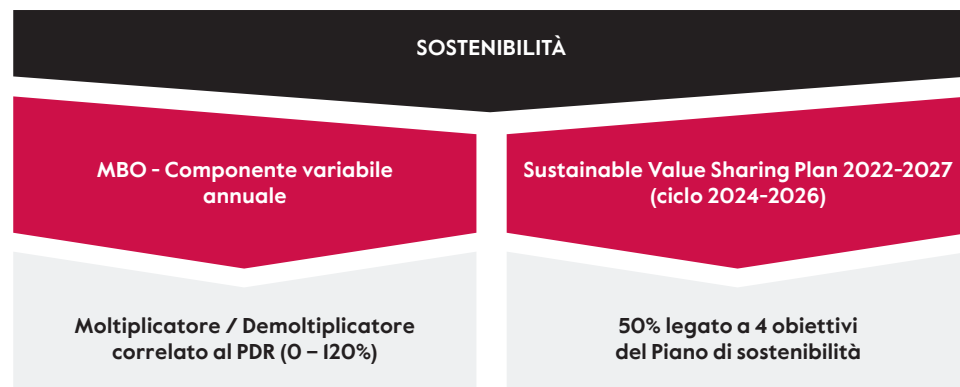 SOSTENIBILITÀ
MBO - Componente variabile
annuale
Sustainable Value Sharing Plan 2022-2027
(ciclo 2024-2026)
Moltiplicatore / Demoltiplicatore
correlato al PDR (0 – 120%)
50% legato a 4 obiettivi
del Piano di sostenibilità